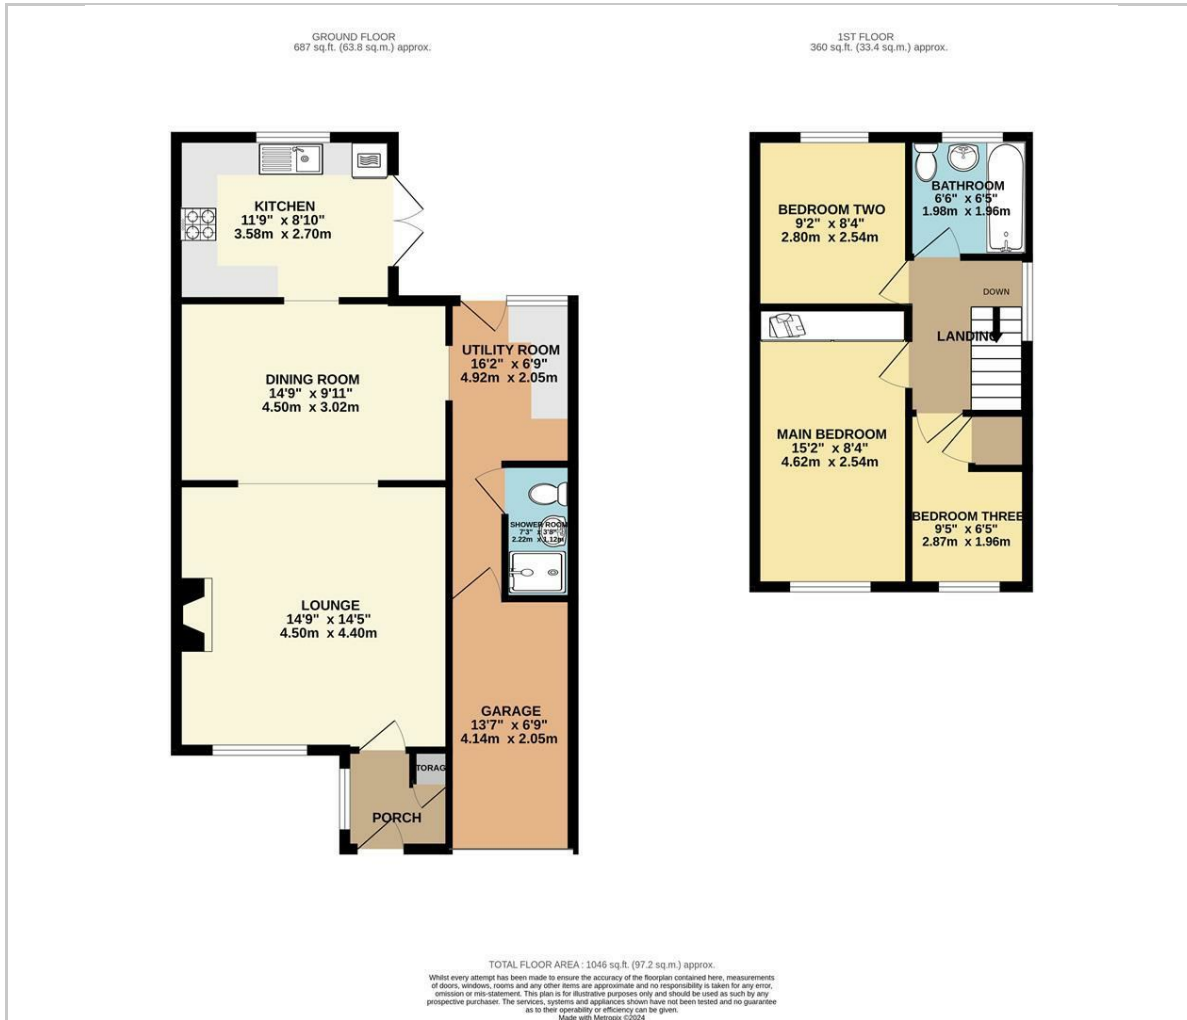 GROUND FLOOR
687 sq.ft. (63.8 sq.m.) approx.
1ST FLOOR
360 sq.ft. (33.4 sq.m.) approx.
KITCHEN
11'9" x 8'10"
3.58m x 2.70m
DINING ROOM
14'9" x 9'11"
4.50m x 3.02m
UTILITY ROOM
16'2" x 6'9"
4.92m x 2.05m
SHOWER ROOM
7'3" x 3'8"
2.22m x 1.12m
LOUNGE
14'9" x 14'5"
4.50m x 4.40m
GARAGE
13'7" x 6'9"
4.14m x 2.05m
TORAG
PORCH
BEDROOM TWO
9'2" x 8'4"
2.80m x 2.54m
BATHROOM
6'6" x 6'5"
1.98m x 1.96m
DOWN
LANDING
MAIN BEDROOM
15'2" x 8'4"
4.62m x 2.54m
BEDROOM THREE
9'5" x 6'5"
2.87m x 1.96m
TOTAL FLOOR AREA : 1046 sq.ft. (97.2 sq.m.) approx.
Whilst every attempt has been made to ensure the accuracy of the floorplan contained here, measurements
of doors, windows, rooms and any other items are approximate and no responsibility is taken for any error,
omission or mis-statement. This plan is for illustrative purposes only and should be used as such by any
prospective purchaser. The services, systems and appliances shown have not been tested and no guarantee
as to their operability or efficiency can be given.
Made with Metropix ©2024